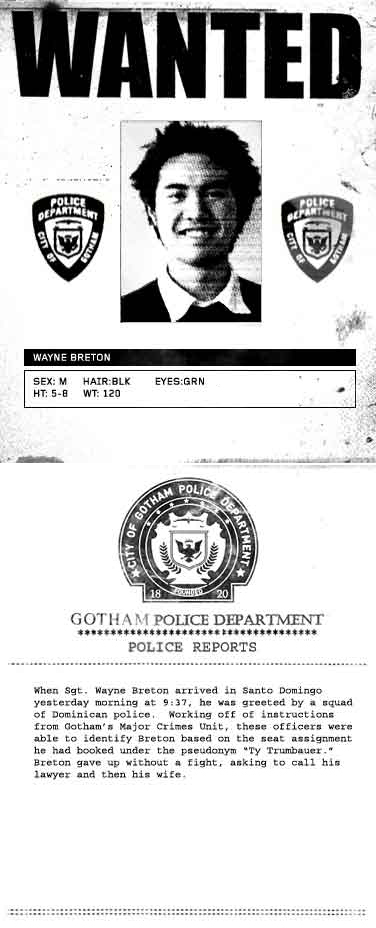 WANTED
POLICE
DEPARTMENT
CITY OF GOTHAM
POLICE
DEPARTMENT
CITY OF GOTHAM
WAYNE BRETON
SEX: M HAIR:BLK EYES:GRN
HT: 5-8 WT: 120
CITY OF GOTHAM POLICE DEPARTMENT
FOUNDED
18 20
GOTHAM POLICE DEPARTMENT
************************************
POLICE REPORTS
When Sgt. Wayne Breton arrived in Santo Domingo
yesterday morning at 9:37, he was greeted by a squad
of Dominican police. Working off of instructions
from Gotham's Major Crimes Unit, these officers were
able to identify Breton based on the seat assignment
he had booked under the pseudonym "Ty Trumbauer."
Breton gave up without a fight, asking to call his
lawyer and then his wife.